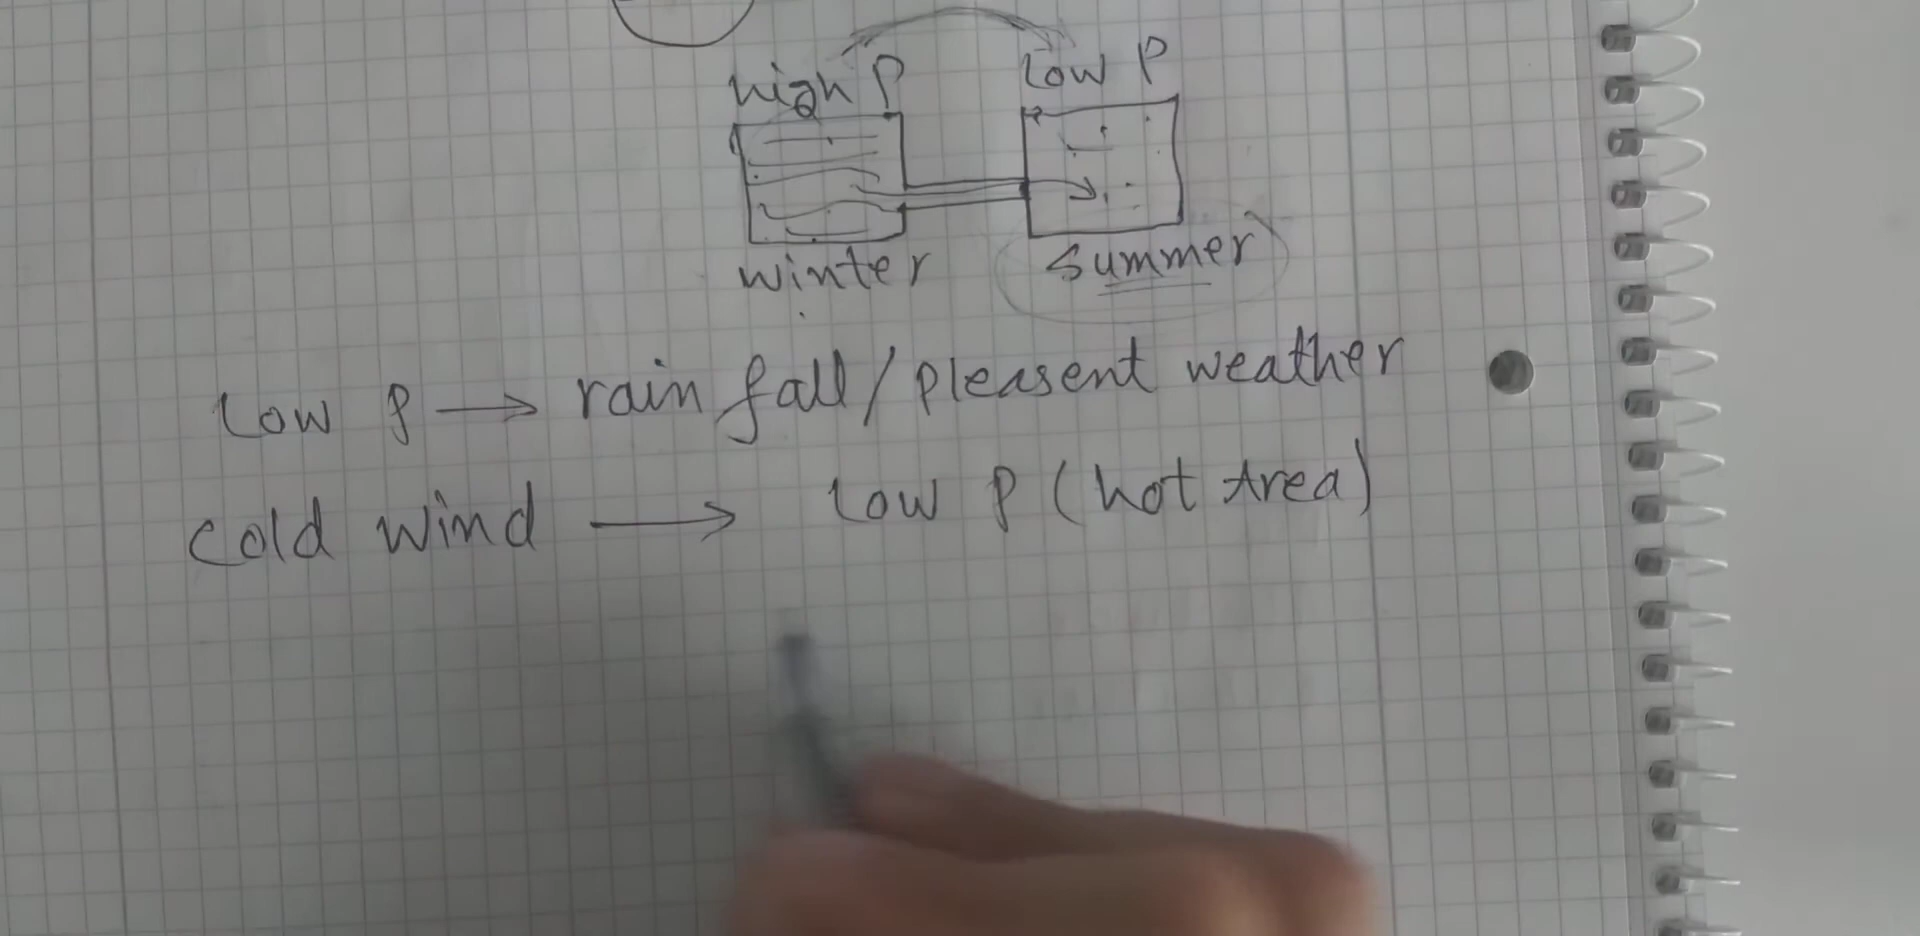 high P low P
winter summer
low P → rain fall/pleasent weather
cold wind → low P (hot Area)